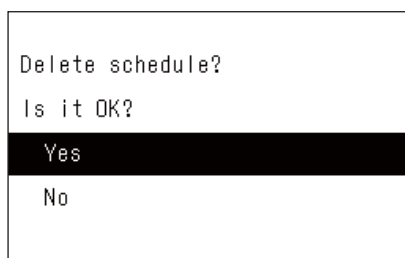 Delete schedule?
Is it OK?
Yes
No